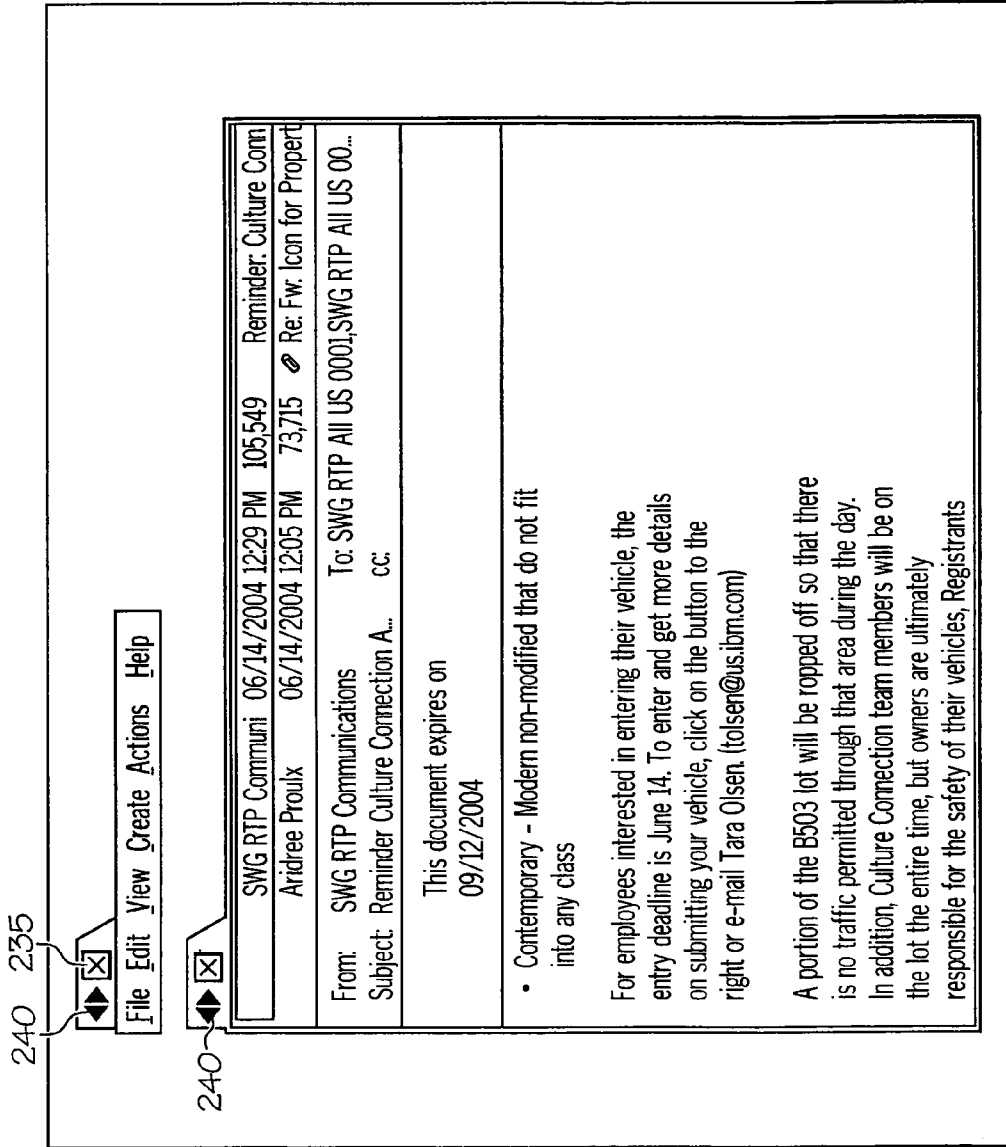 240 235
File Edit View Create Actions Help
240
SWG RTP Communi 06/14/2004 12:29 PM 105,549 Reminder: Culture Conn
Aridree Proulx 06/14/2004 12:05 PM 73,715 Re: Fw: Icon for Propert
From: SWG RTP Communications To: SWG RTP All US 0001,SWG RTP All US 00...
Subject: Reminder Culture Connection A... cc:
This document expires on
09/12/2004
• Contemporary – Modern non-modified that do not fit
into any class
For employees interested in entering their vehicle, the
entry deadline is June 14. To enter and get more details
on submitting your vehicle, click on the button to the
right or e-mail Tara Olsen. (tolsen@us.ibm.com)
A portion of the B503 lot will be ropped off so that there
is no traffic permitted through that area during the day.
In addition, Culture Connection team members will be on
the lot the entire time, but owners are ultimately
responsible for the safety of their vehicles, Registrants